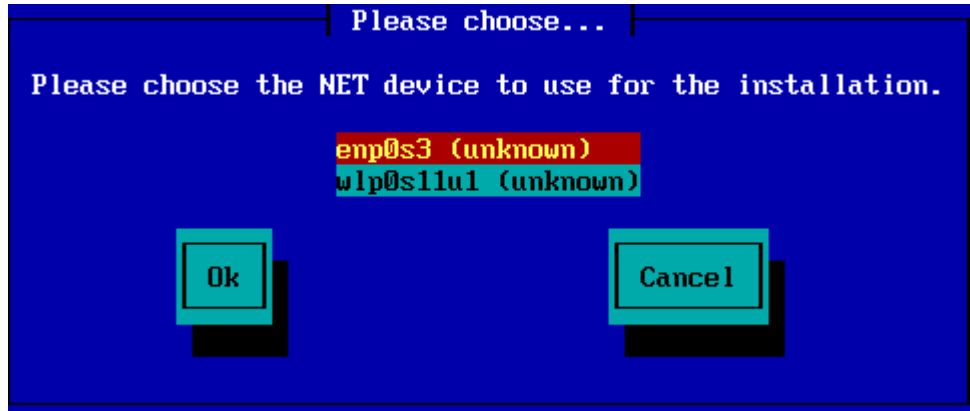 Please choose...
Please choose the NET device to use for the installation.
enp0s3 (unknown)
wlp0s11u1 (unknown)
Ok
Cancel